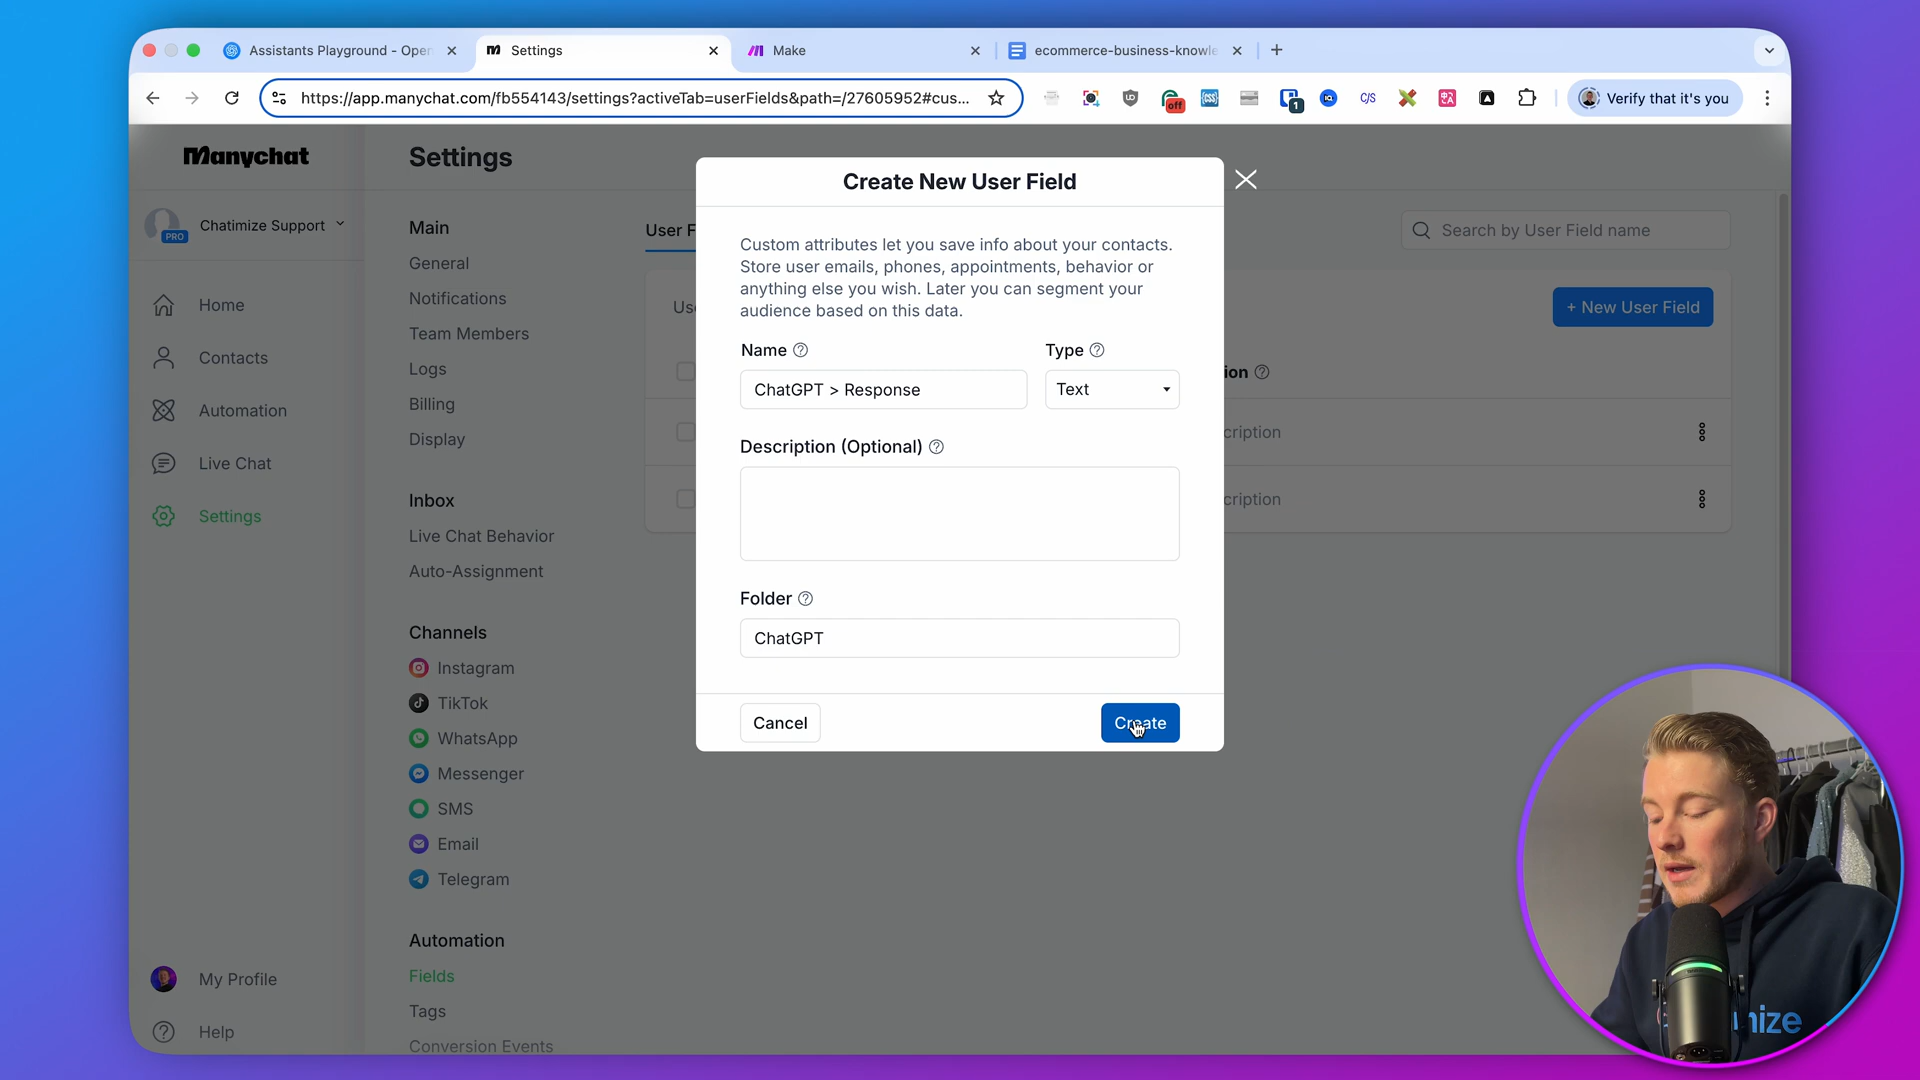 Assistants Playground - Open
Settings
Make
ecommerce-business-knowle
https://app.manychat.com/fb554143/settings?activeTab=userFields&path=/27605952#cus...
off
1
C/S
Verify that it's you
Manychat
Settings
Create New User Field
PRO
Chatimize Support
Main
User F
Search by User Field name
Custom attributes let you save info about your contacts.
Store user emails, phones, appointments, behavior or
anything else you wish. Later you can segment your
audience based on this data.
General
Home
Notifications
Use
+ New User Field
Team Members
Contacts
Name
Type
Logs
ion
ChatGPT > Response
Text
Billing
Automation
Display
Description (Optional)
cription
Live Chat
Inbox
cription
Settings
Live Chat Behavior
Auto-Assignment
Folder
Channels
ChatGPT
Instagram
TikTok
Cancel
Create
WhatsApp
Messenger
SMS
Email
Telegram
Automation
Fields
My Profile
Tags
Help
Conversion Events
mize